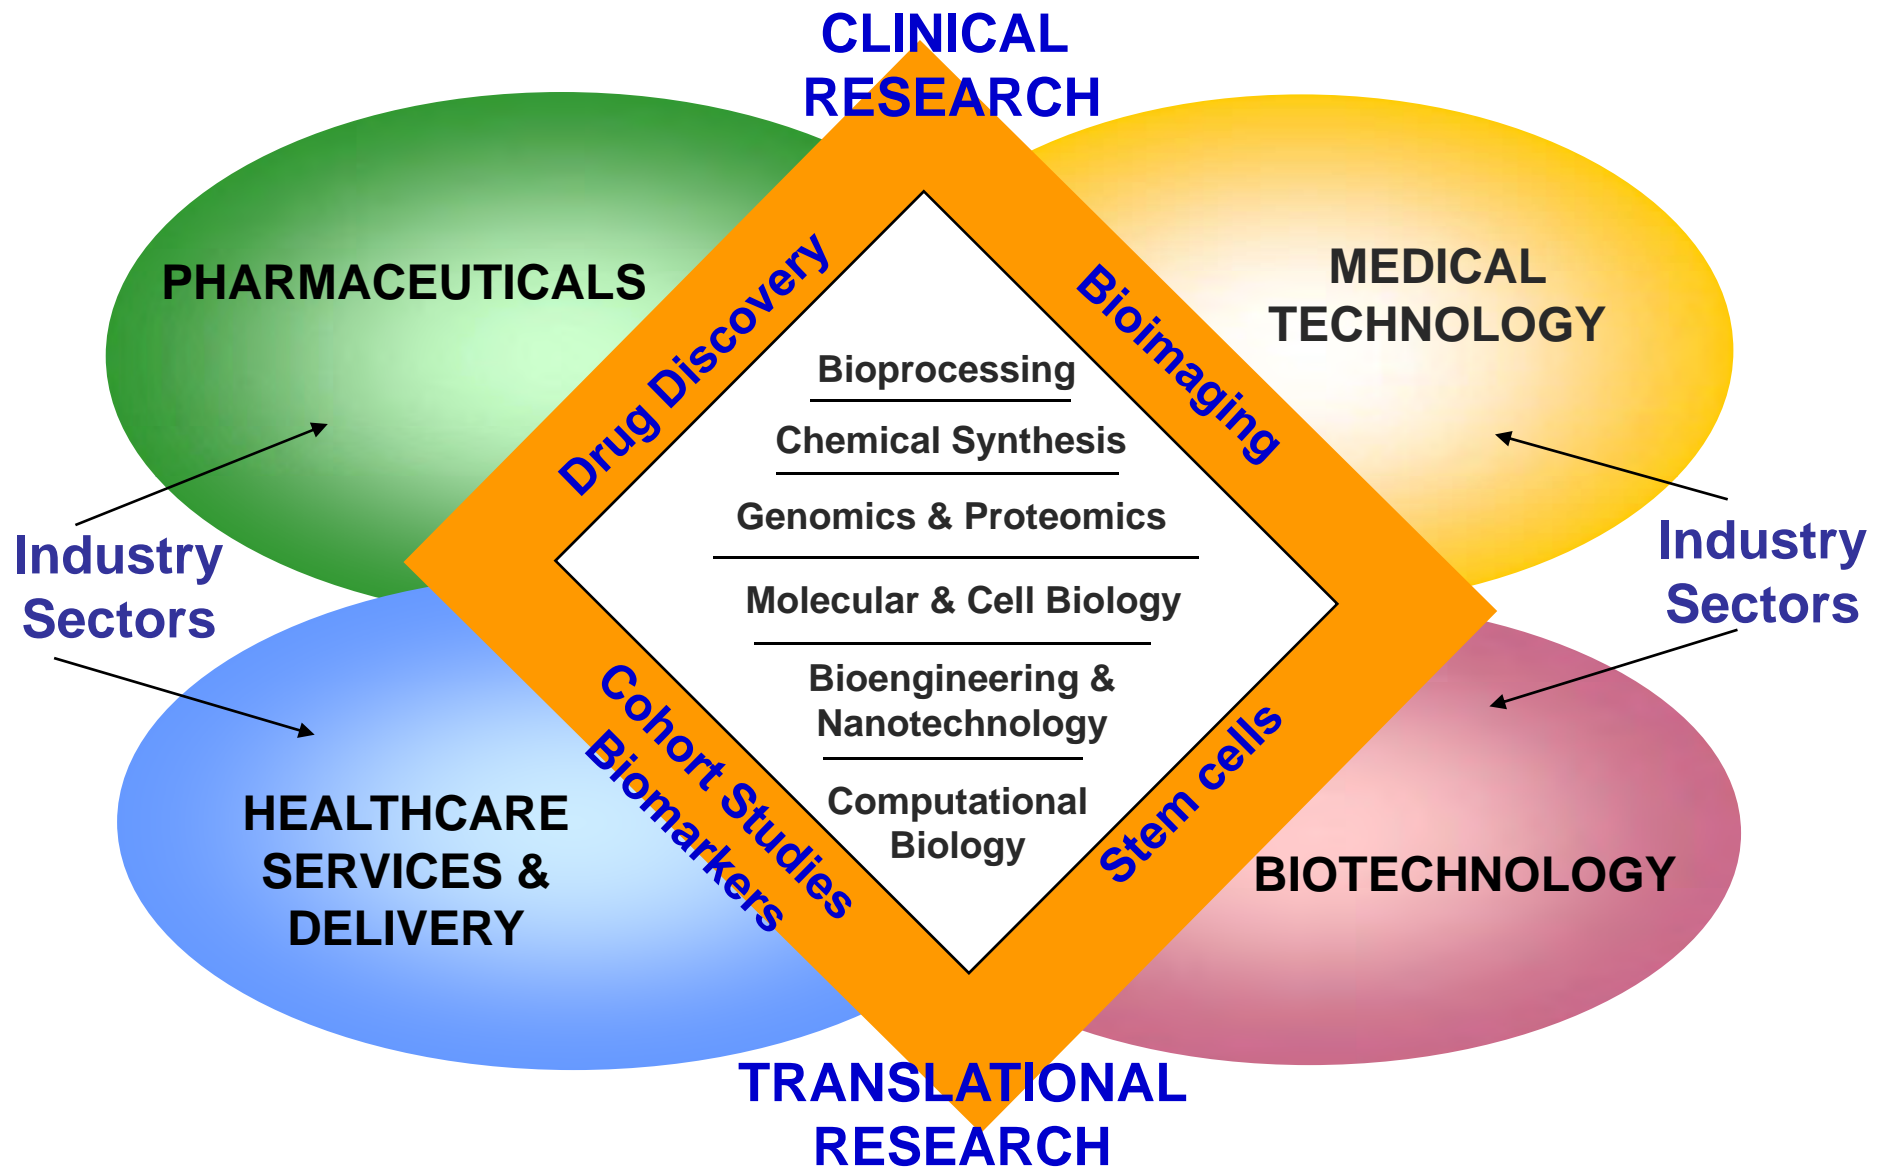 CLINICAL
RESEARCH
PHARMACEUTICALS
MEDICAL
TECHNOLOGY
Drug Discovery
Bioimaging
Bioprocessing
Chemical Synthesis
Genomics & Proteomics
Molecular & Cell Biology
Bioengineering &
Nanotechnology
Computational
Biology
Industry
Sectors
Industry
Sectors
Cohort Studies
Biomarkers
Stem cells
HEALTHCARE
SERVICES &
DELIVERY
BIOTECHNOLOGY
TRANSLATIONAL
RESEARCH